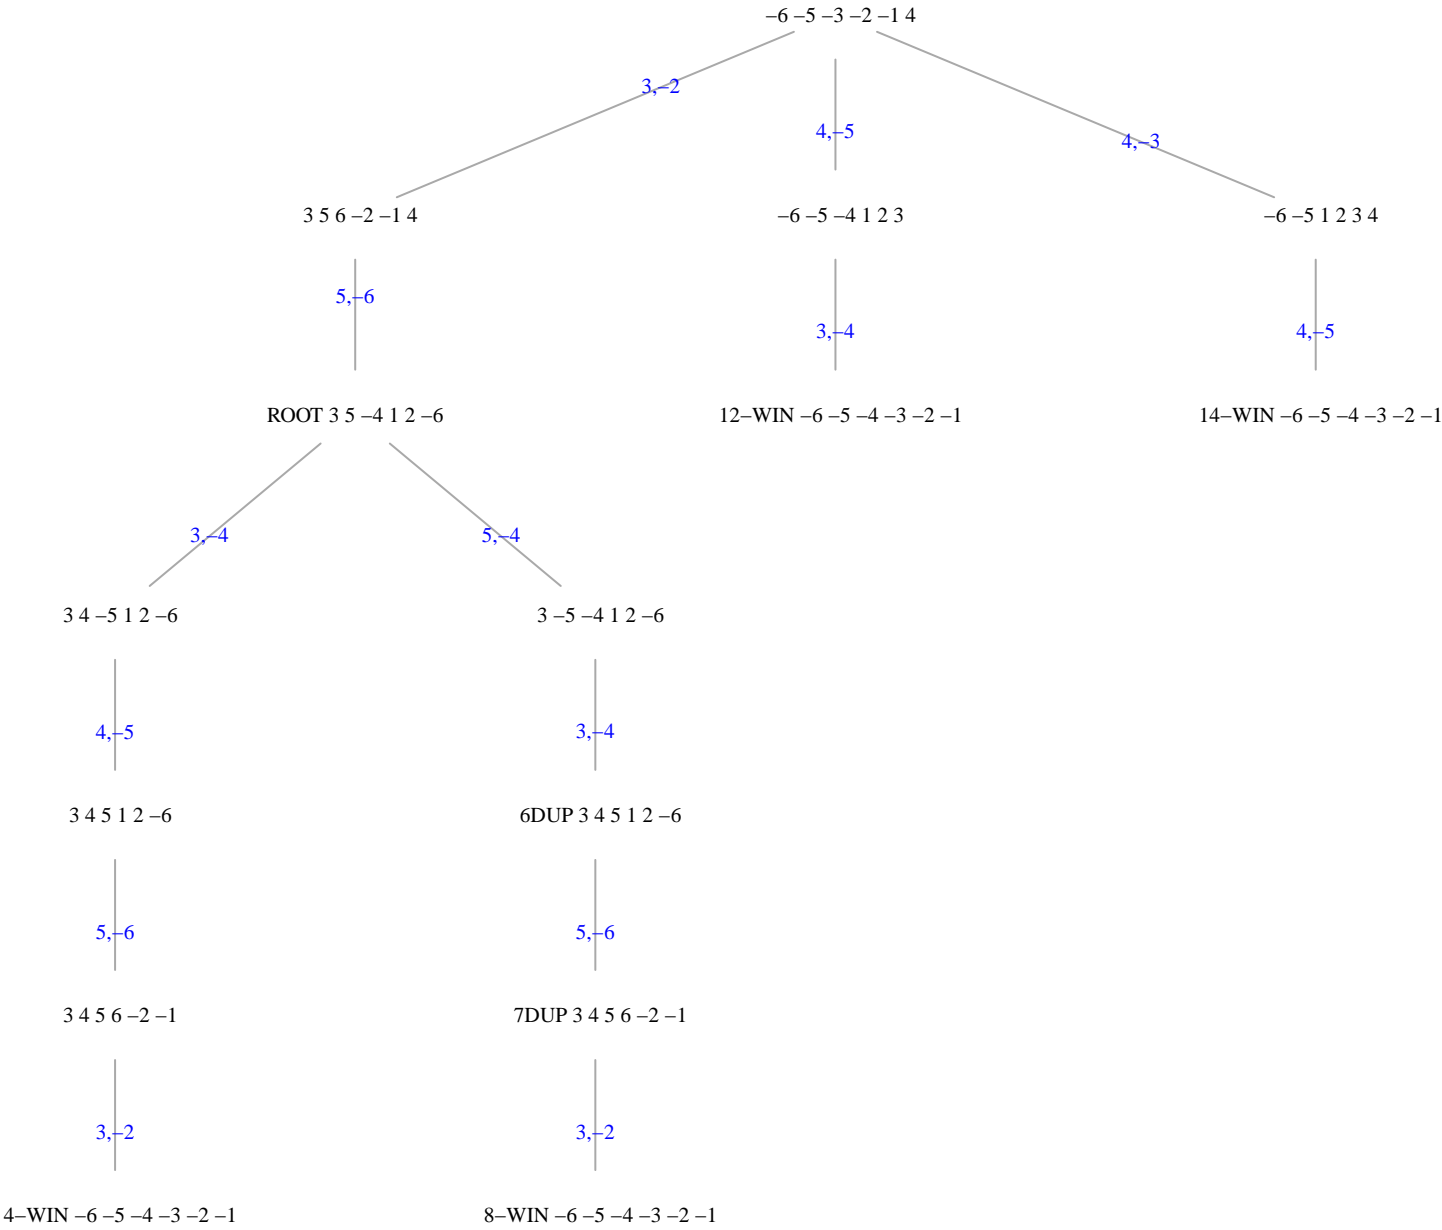 –6 –5 –3 –2 –1 4
3,–2
4,–5
4,–3
3 5 6 –2 –1 4
–6 –5 –4 1 2 3
–6 –5 1 2 3 4
5,–6
3,–4
4,–5
ROOT 3 5 –4 1 2 –6
12–WIN –6 –5 –4 –3 –2 –1
14–WIN –6 –5 –4 –3 –2 –1
3,–4
5,–4
3 4 –5 1 2 –6
3 –5 –4 1 2 –6
4,–5
3,–4
3 4 5 1 2 –6
6DUP 3 4 5 1 2 –6
5,–6
5,–6
3 4 5 6 –2 –1
7DUP 3 4 5 6 –2 –1
3,–2
3,–2
4–WIN –6 –5 –4 –3 –2 –1
8–WIN –6 –5 –4 –3 –2 –1